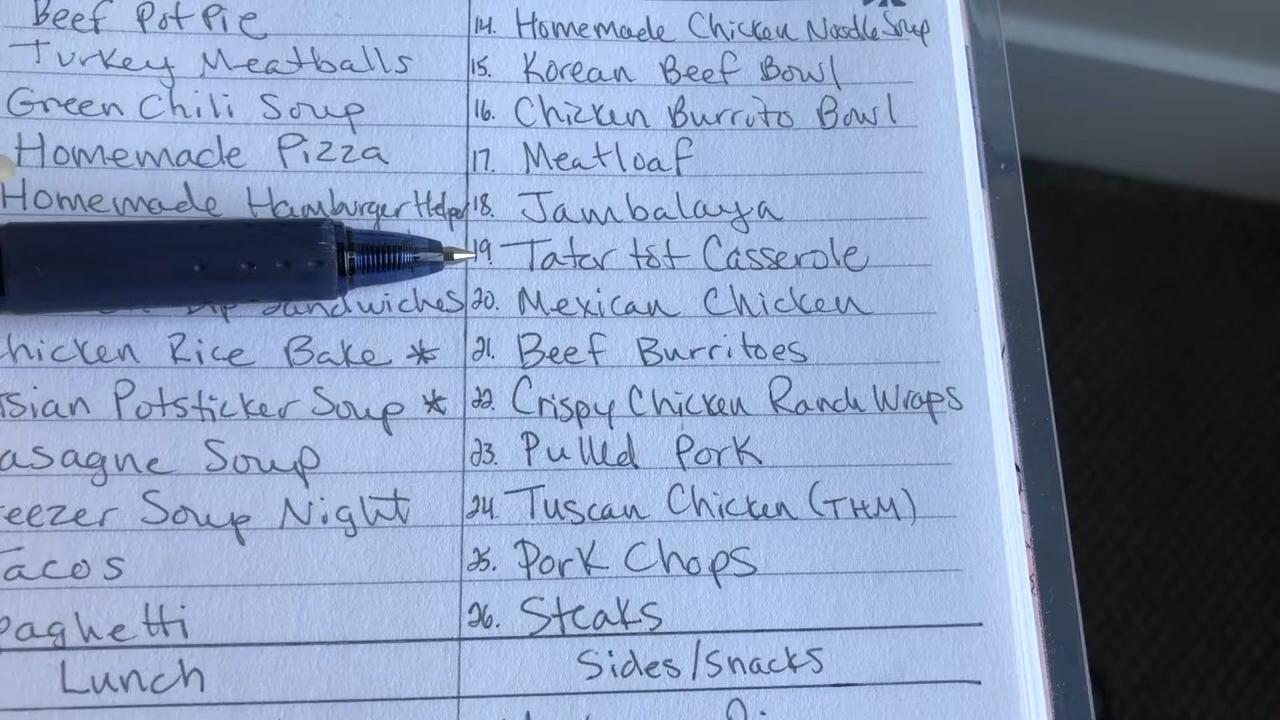 Beef Pot Pie
Turkey Meatballs
Green Chili Soup
Homemade Pizza
Homemade Hamburger Helper
Sandwiches
hicken Rice Bake *
sian Potsticker Soup *
asagne Soup
eezer Soup Night
acos
paghetti
Lunch
14. Homemade Chicken Noodle Soup
15. Korean Beef Bowl
16. Chicken Burrito Bowl
17. Meatloaf
18. Jambalaya
19. Tater tot Casserole
20. Mexican Chicken
21. Beef Burritoes
22. Crispy Chicken Ranch Wraps
23. Pulled Pork
24. Tuscan Chicken (THM)
25. Pork Chops
26. Steaks
Sides/Snacks